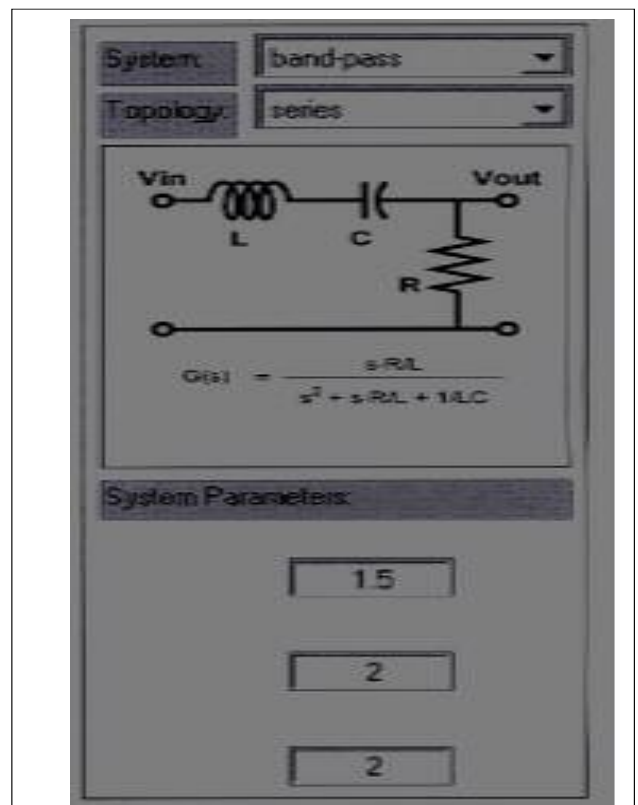 System: band-pass
Topology: series
Vin Vout
L C
R
G(s) = s·R/L
s² + s·R/L + 1/LC
System Parameters:
1.5
2
2